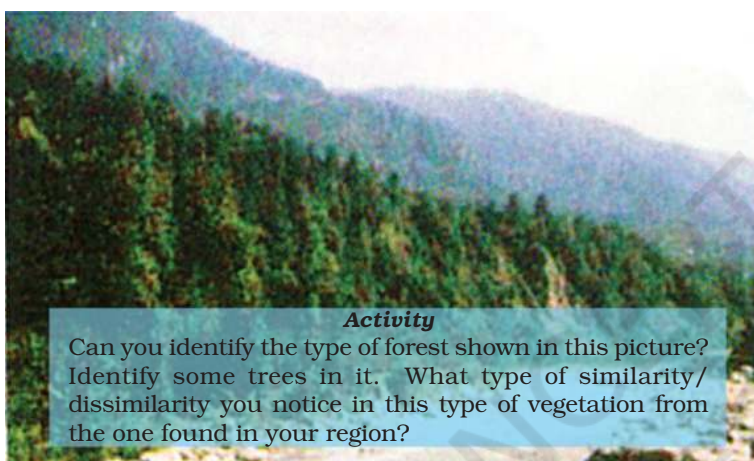 Activity
Can you identify the type of forest shown in this picture?
Identify some trees in it. What type of similarity/
dissimilarity you notice in this type of vegetation from
the one found in your region?